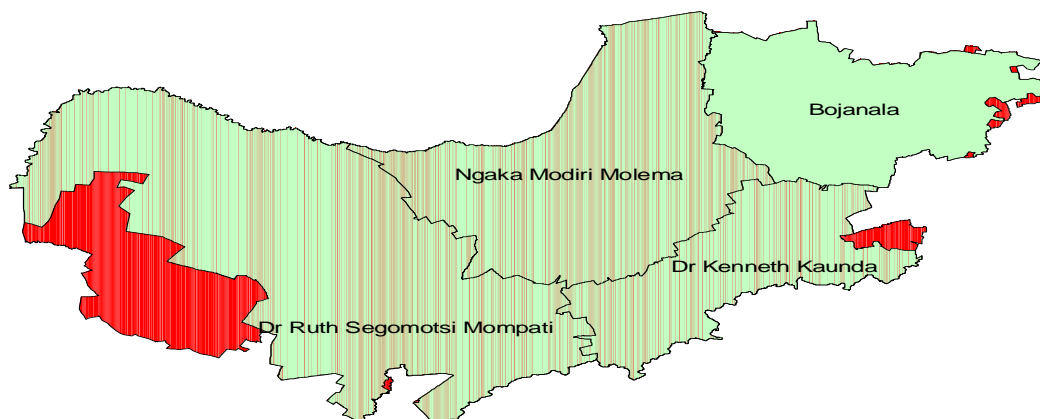 Bojanala
Ngaka Modiri Molema
Dr Kenneth Kaunda
Dr Ruth Segomotsi Mompati